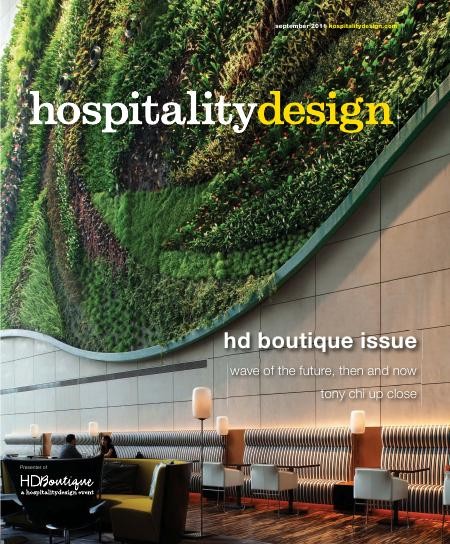 september 2011 hospitalitydesign.com
hospitalitydesign
hd boutique issue
wave of the future, then and now
tony chi up close
Presenter of
HDBoutique
a hospitalitydesign event